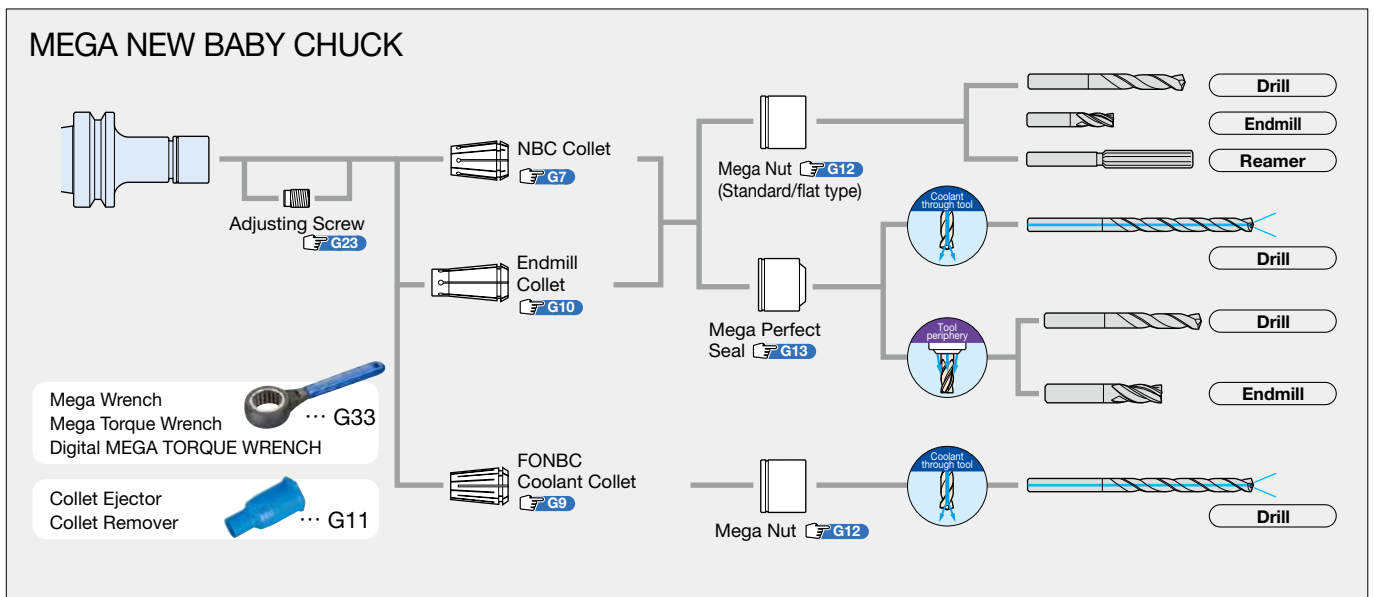 MEGA NEW BABY CHUCK
Adjusting Screw
G23
NBC Collet
G7
Endmill
Collet
G10
FONBC
Coolant Collet
G9
Mega Nut G12
(Standard/flat type)
Mega Perfect
Seal G13
Mega Nut G12
Coolant
through tool
Tool
periphery
Coolant
through tool
Drill
Endmill
Reamer
Drill
Drill
Endmill
Drill
Mega Wrench
Mega Torque Wrench
Digital MEGA TORQUE WRENCH
··· G33
Collet Ejector
Collet Remover
··· G11